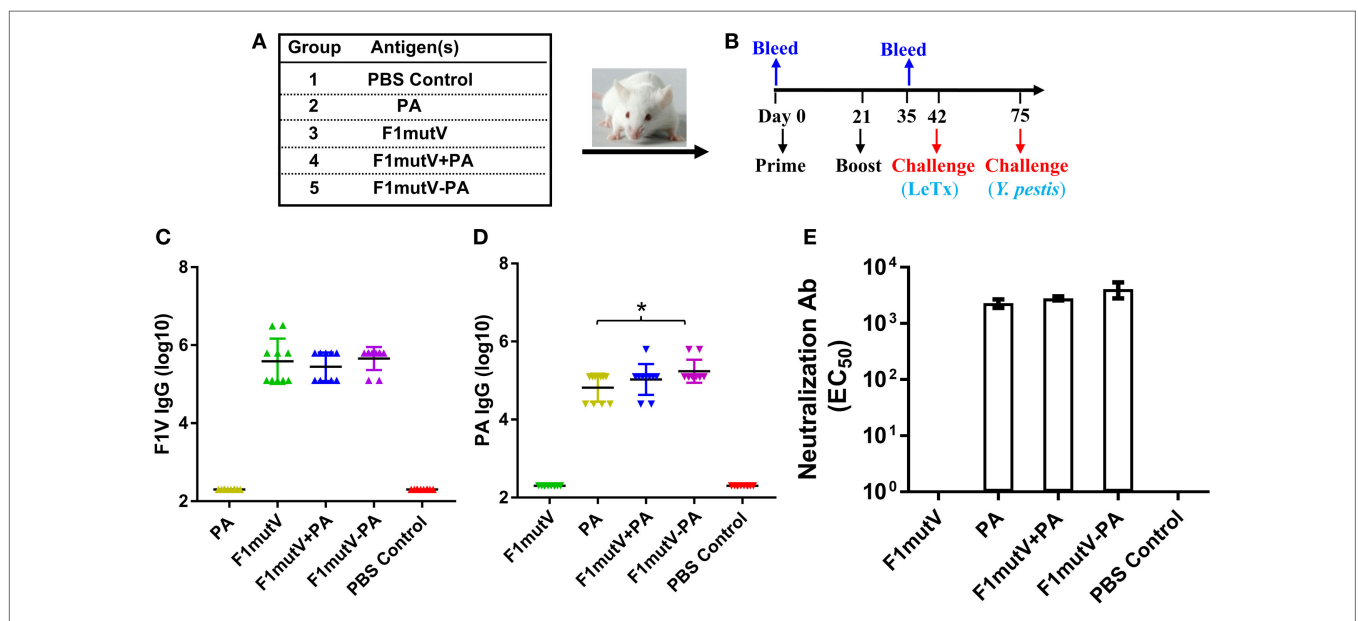 A
Group Antigen(s)
1 PBS Control
2 PA
3 F1mutV
4 F1mutV+PA
5 F1mutV-PA
B
Bleed Bleed
Day 0 21 35 42 75
Prime Boost Challenge Challenge
(LeTx) (Y. pestis)
C
F1V IgG (log10)
8
6
4
2
PA F1mutV F1mutV+PA F1mutV-PA PBS Control
D
PA IgG (log10)
8
6
4
2
*
F1mutV PA F1mutV+PA F1mutV-PA PBS Control
E
Neutralization Ab
(EC50)
10⁴
10³
10²
10¹
10⁰
F1mutV PA F1mutV+PA F1mutV-PA PBS Control